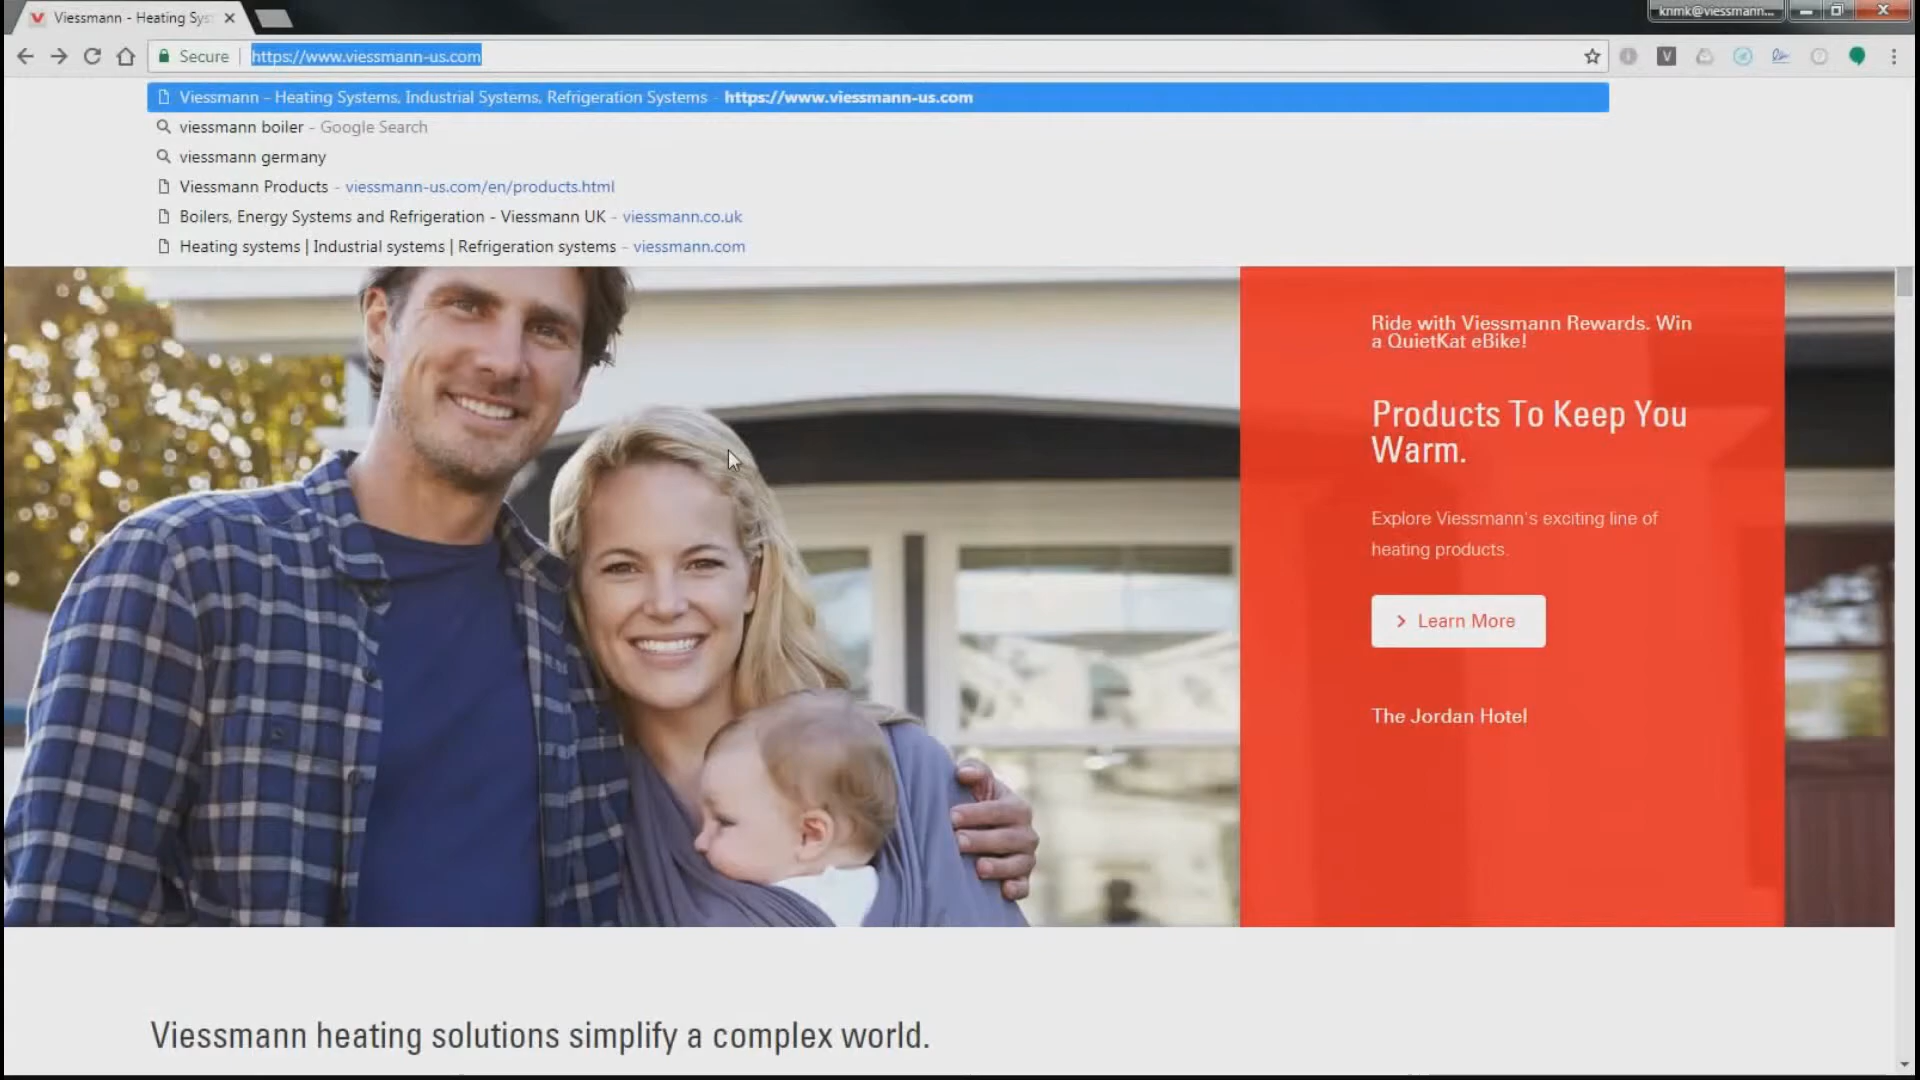 Viessmann - Heating Sys
knmk@viessmann...
Secure
https://www.viessmann-us.com
Viessmann - Heating Systems, Industrial Systems, Refrigeration Systems - https://www.viessmann-us.com
viessmann boiler - Google Search
viessmann germany
Viessmann Products - viessmann-us.com/en/products.html
Boilers, Energy Systems and Refrigeration - Viessmann UK - viessmann.co.uk
Heating systems | Industrial systems | Refrigeration systems - viessmann.com
Ride with Viessmann Rewards. Win
a QuietKat eBike!
Products To Keep You
Warm.
Explore Viessmann's exciting line of
heating products.
Learn More
The Jordan Hotel
Viessmann heating solutions simplify a complex world.